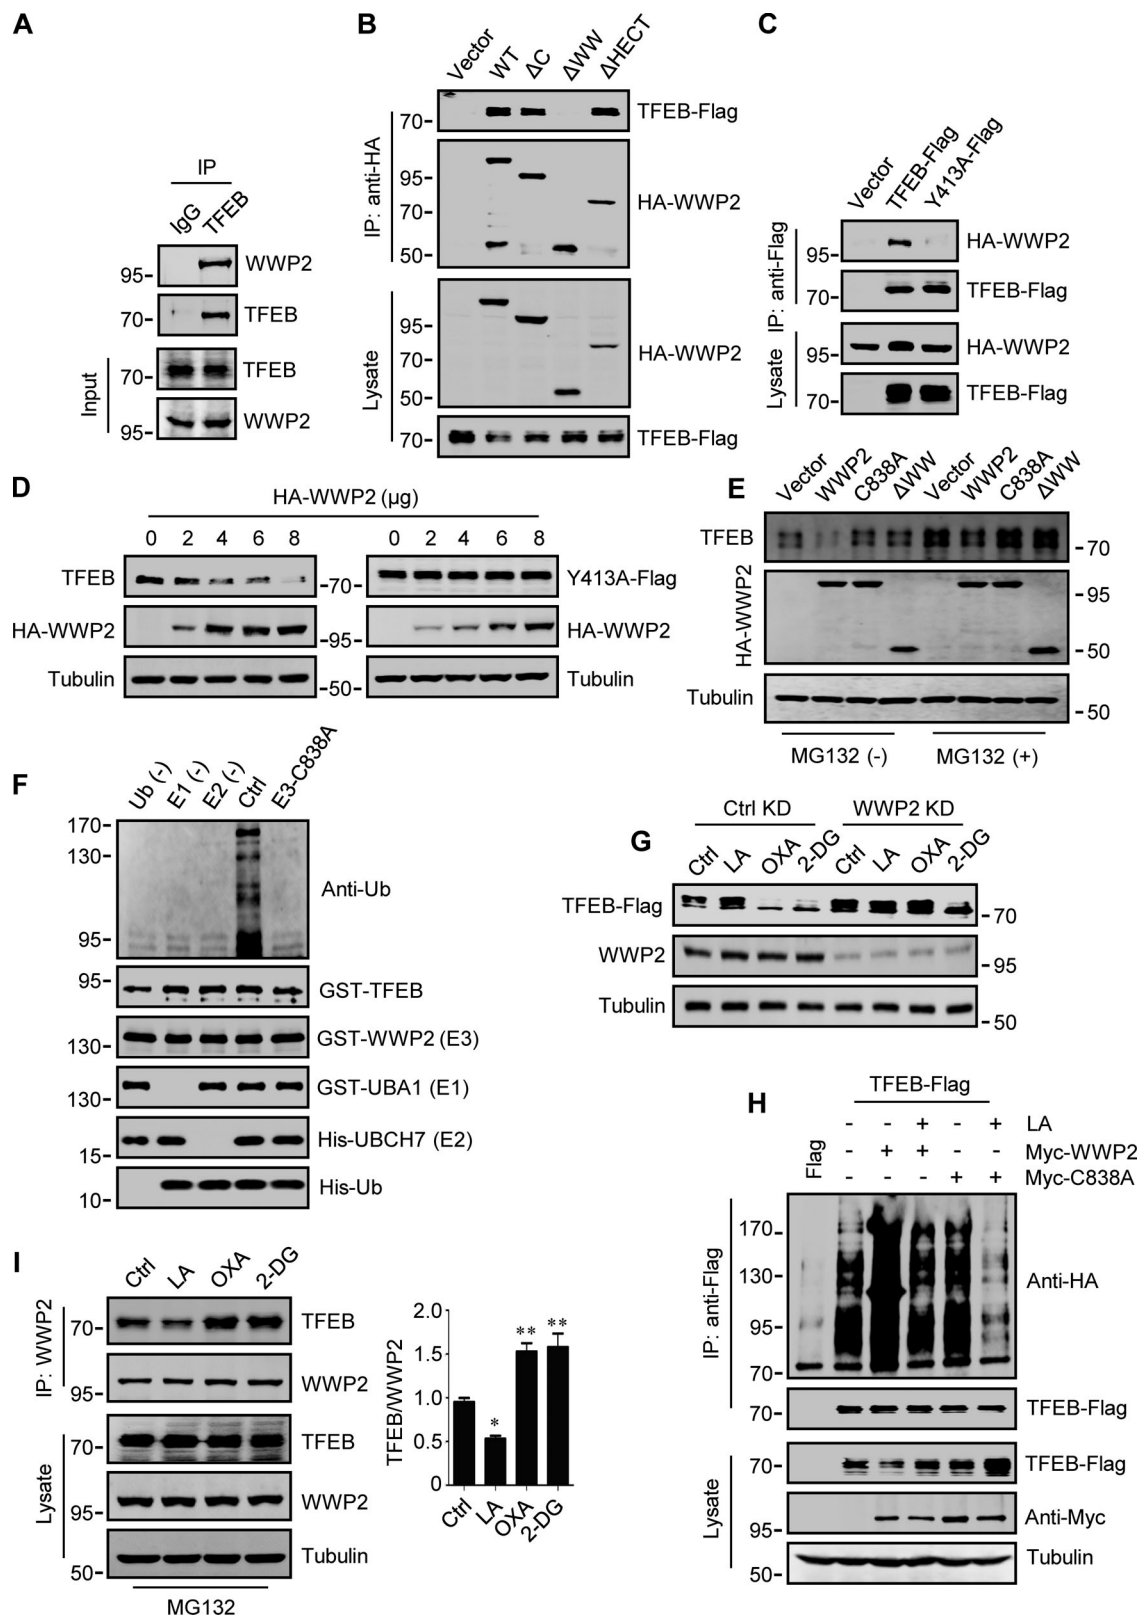 A
IP
IgG
TFEB
95
WWP2
70
TFEB
Input
70
TFEB
95
WWP2
B
Vector
WT
ΔC
ΔWW
ΔHECT
IP: anti-HA
70
TFEB-Flag
95
70
50
HA-WWP2
Lysate
95
70
50
HA-WWP2
70
TFEB-Flag
C
Vector
TFEB-Flag
Y413A-Flag
IP: anti-Flag
95
HA-WWP2
70
TFEB-Flag
Lysate
95
HA-WWP2
70
TFEB-Flag
D
HA-WWP2 (μg)
0 2 4 6 8 0 2 4 6 8
TFEB
70
Y413A-Flag
HA-WWP2
95
HA-WWP2
Tubulin
50
Tubulin
E
Vector
WWP2
C838A
ΔWW
Vector
WWP2
C838A
ΔWW
TFEB
70
HA-WWP2
95
50
Tubulin
50
MG132 (-)
MG132 (+)
F
Ub (-)
E1 (-)
E2 (-)
Ctrl
E3-C838A
170
130
95
Anti-Ub
95
GST-TFEB
130
GST-WWP2 (E3)
130
GST-UBA1 (E1)
15
His-UBCH7 (E2)
10
His-Ub
G
Ctrl KD
WWP2 KD
Ctrl
LA
OXA
2-DG
Ctrl
LA
OXA
2-DG
TFEB-Flag
70
WWP2
95
Tubulin
50
H
TFEB-Flag
Flag
- - + - + LA
- + + - - Myc-WWP2
- - - + + Myc-C838A
IP: anti-Flag
170
130
95
70
Anti-HA
70
TFEB-Flag
Lysate
70
TFEB-Flag
95
Anti-Myc
50
Tubulin
I
Ctrl
LA
OXA
2-DG
IP: WWP2
70
TFEB
95
WWP2
Lysate
70
TFEB
95
WWP2
50
Tubulin
MG132
TFEB/WWP2
2.0
1.5
1.0
0.5
0
*
**
**
Ctrl
LA
OXA
2-DG